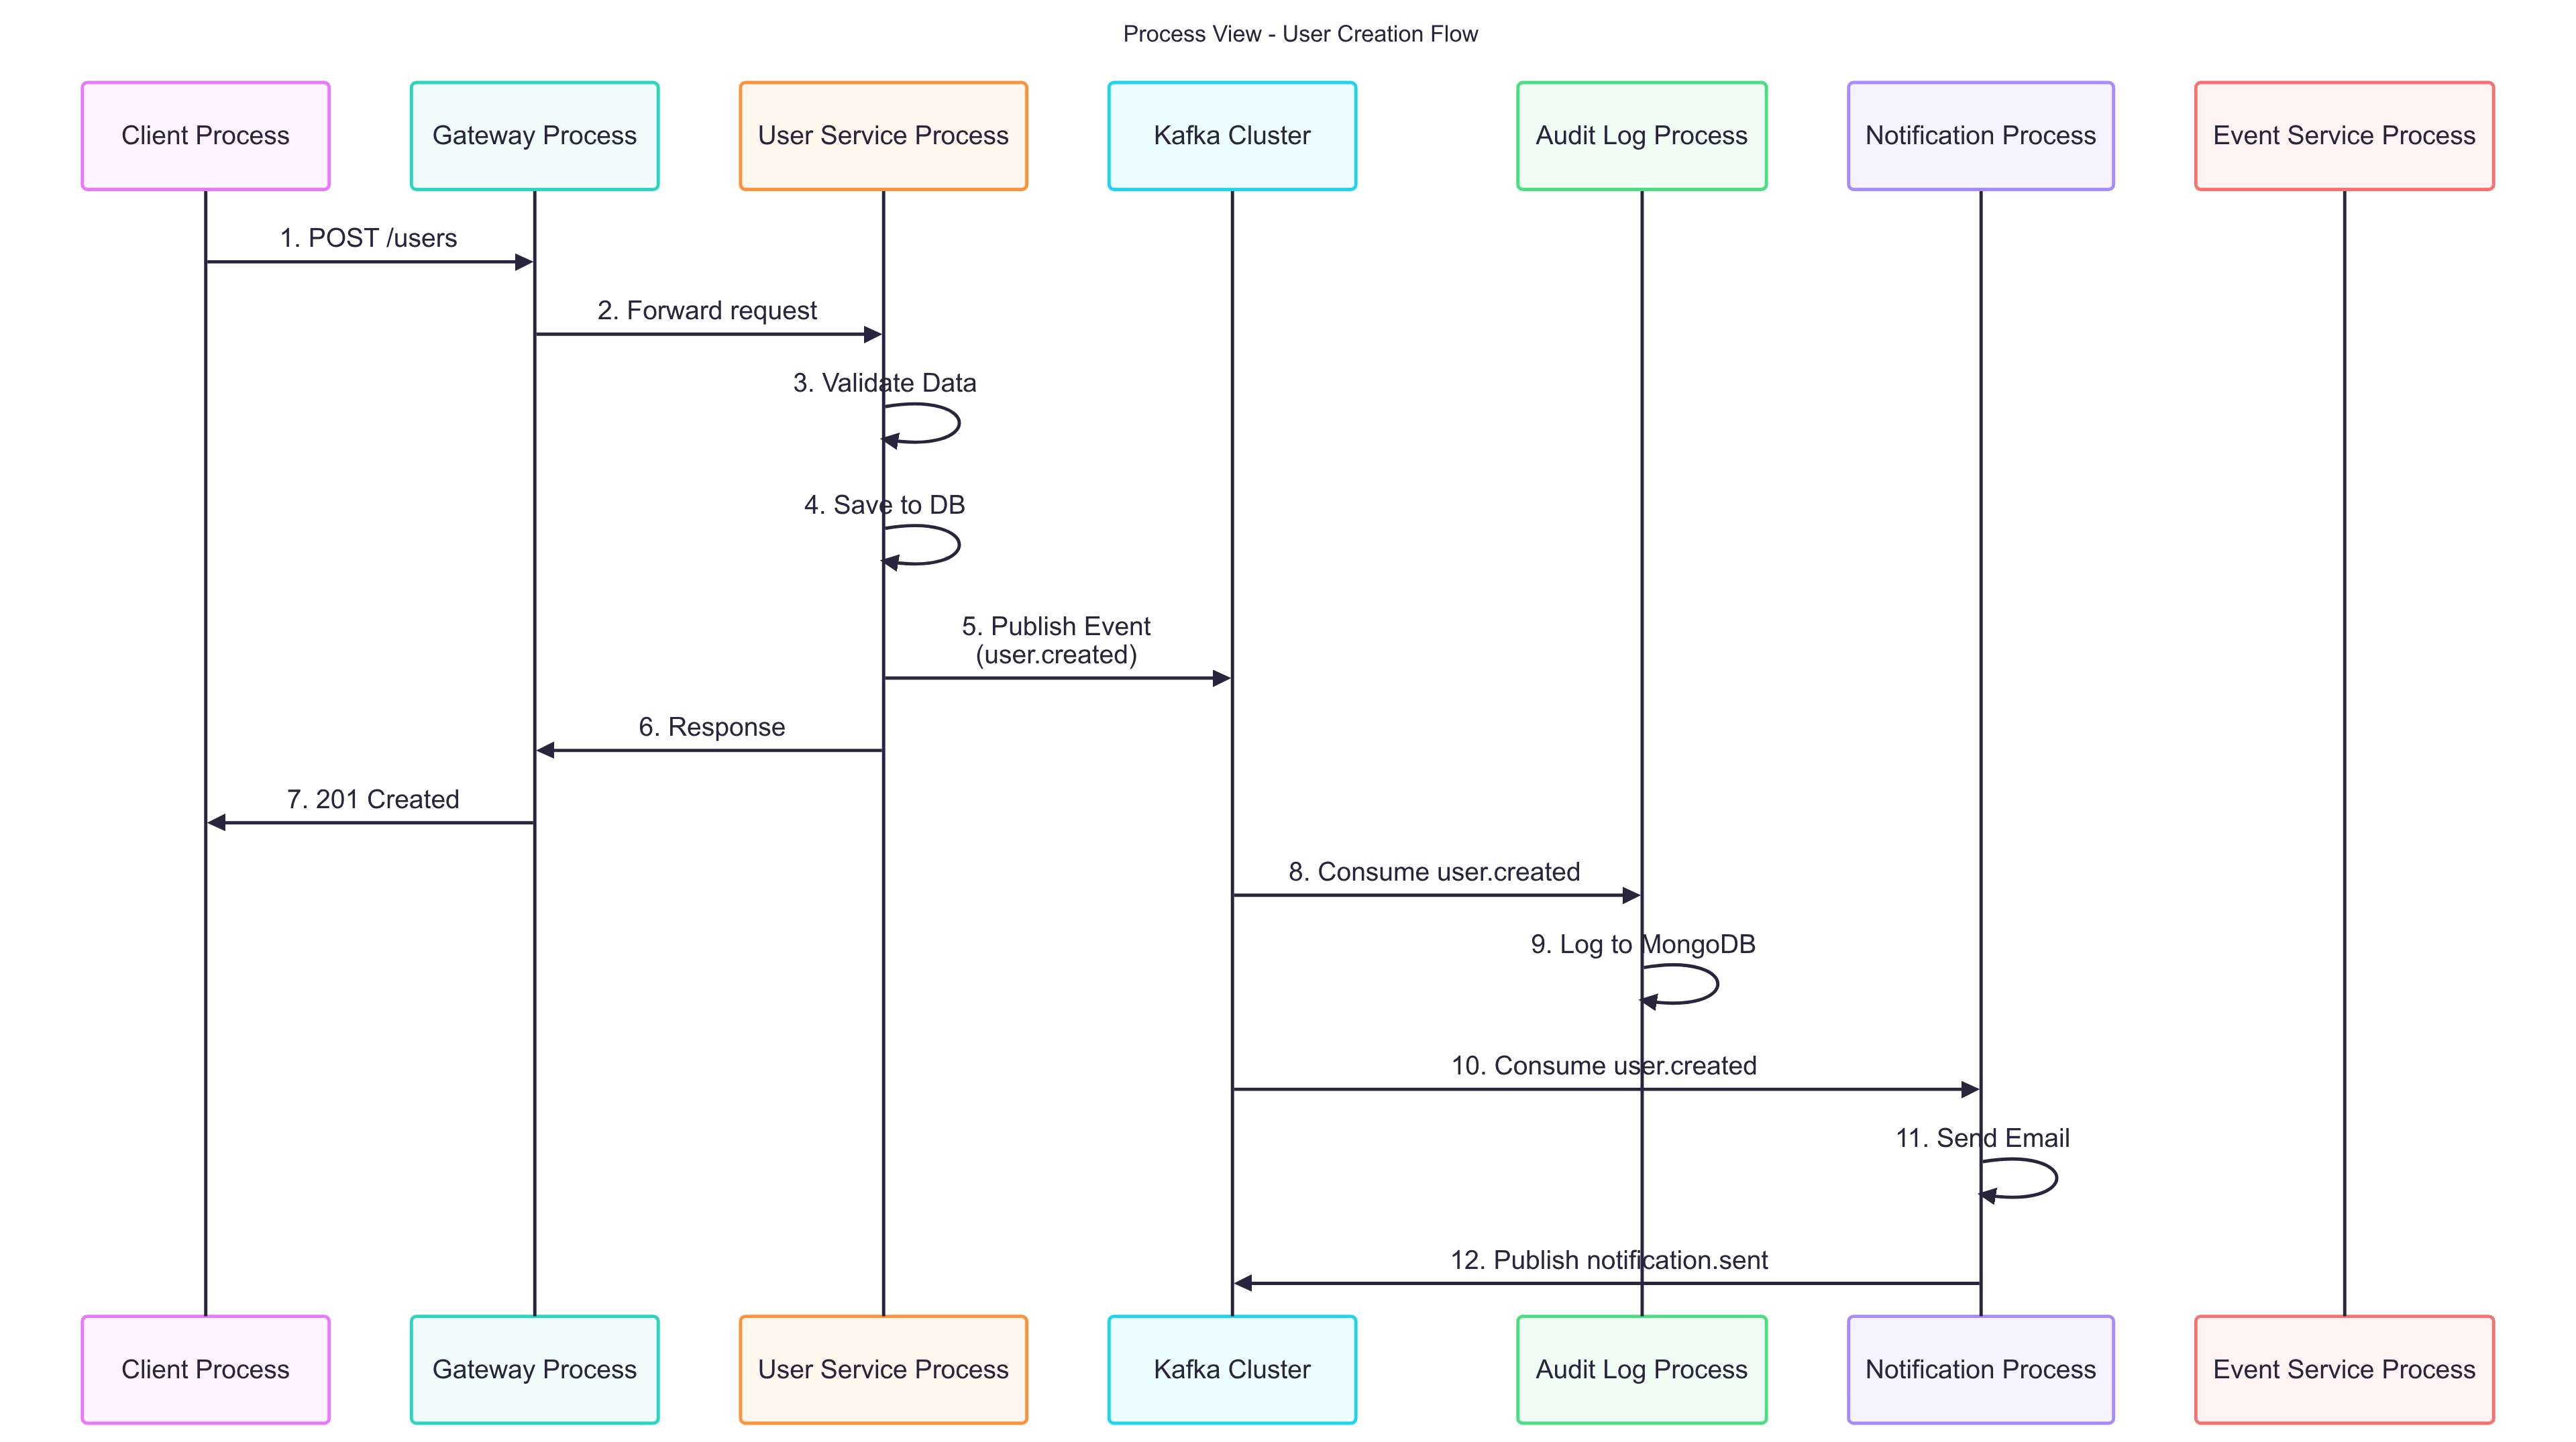 Process View - User Creation Flow
Client Process
Gateway Process
User Service Process
Kafka Cluster
Audit Log Process
Notification Process
Event Service Process
1. POST /users
2. Forward request
3. Validate Data
4. Save to DB
5. Publish Event
(user.created)
6. Response
7. 201 Created
8. Consume user.created
9. Log to MongoDB
10. Consume user.created
11. Send Email
12. Publish notification.sent
Client Process
Gateway Process
User Service Process
Kafka Cluster
Audit Log Process
Notification Process
Event Service Process